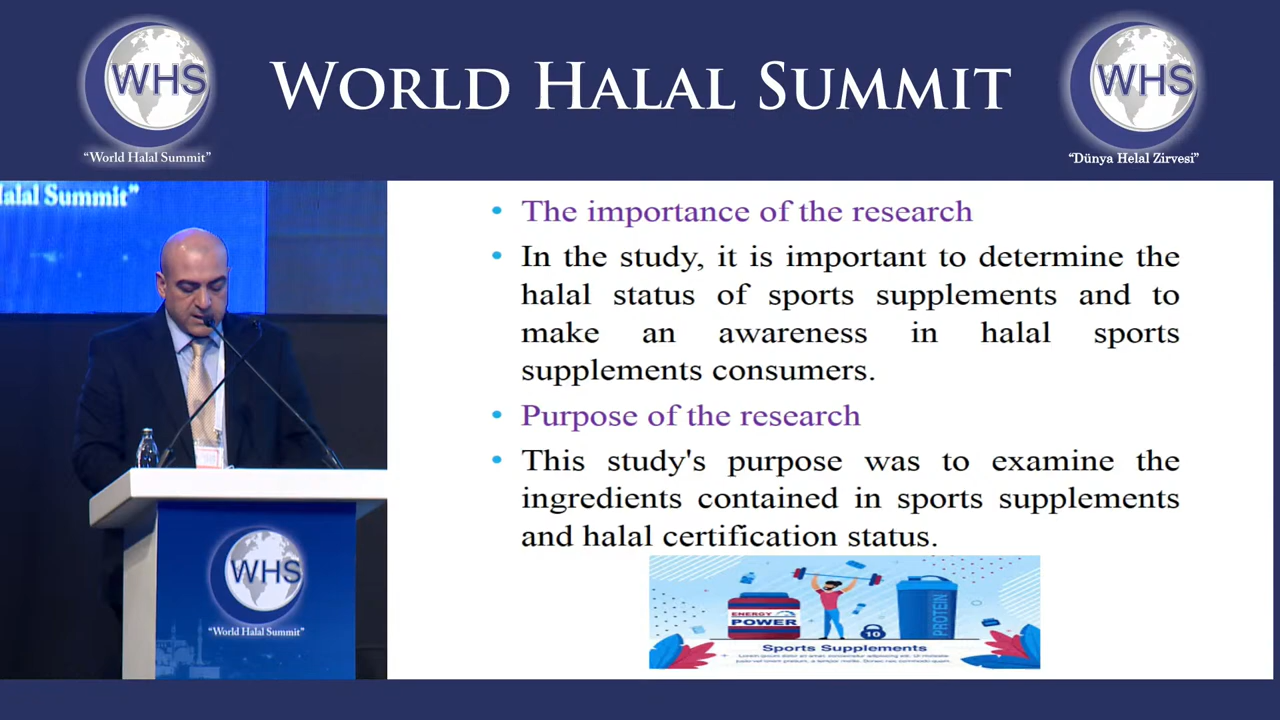 WORLD HALAL SUMMIT
WHS
"World Halal Summit"
WHS
"Dünya Helal Zirvesi"
Halal Summit"
• The importance of the research
• In the study, it is important to determine the
halal status of sports supplements and to
make an awareness in halal sports
supplements consumers.
• Purpose of the research
• This study's purpose was to examine the
ingredients contained in sports supplements
and halal certification status.
ENERGY
POWER
10
PROTEIN
Sports Supplements
WHS
"World Halal Summit"